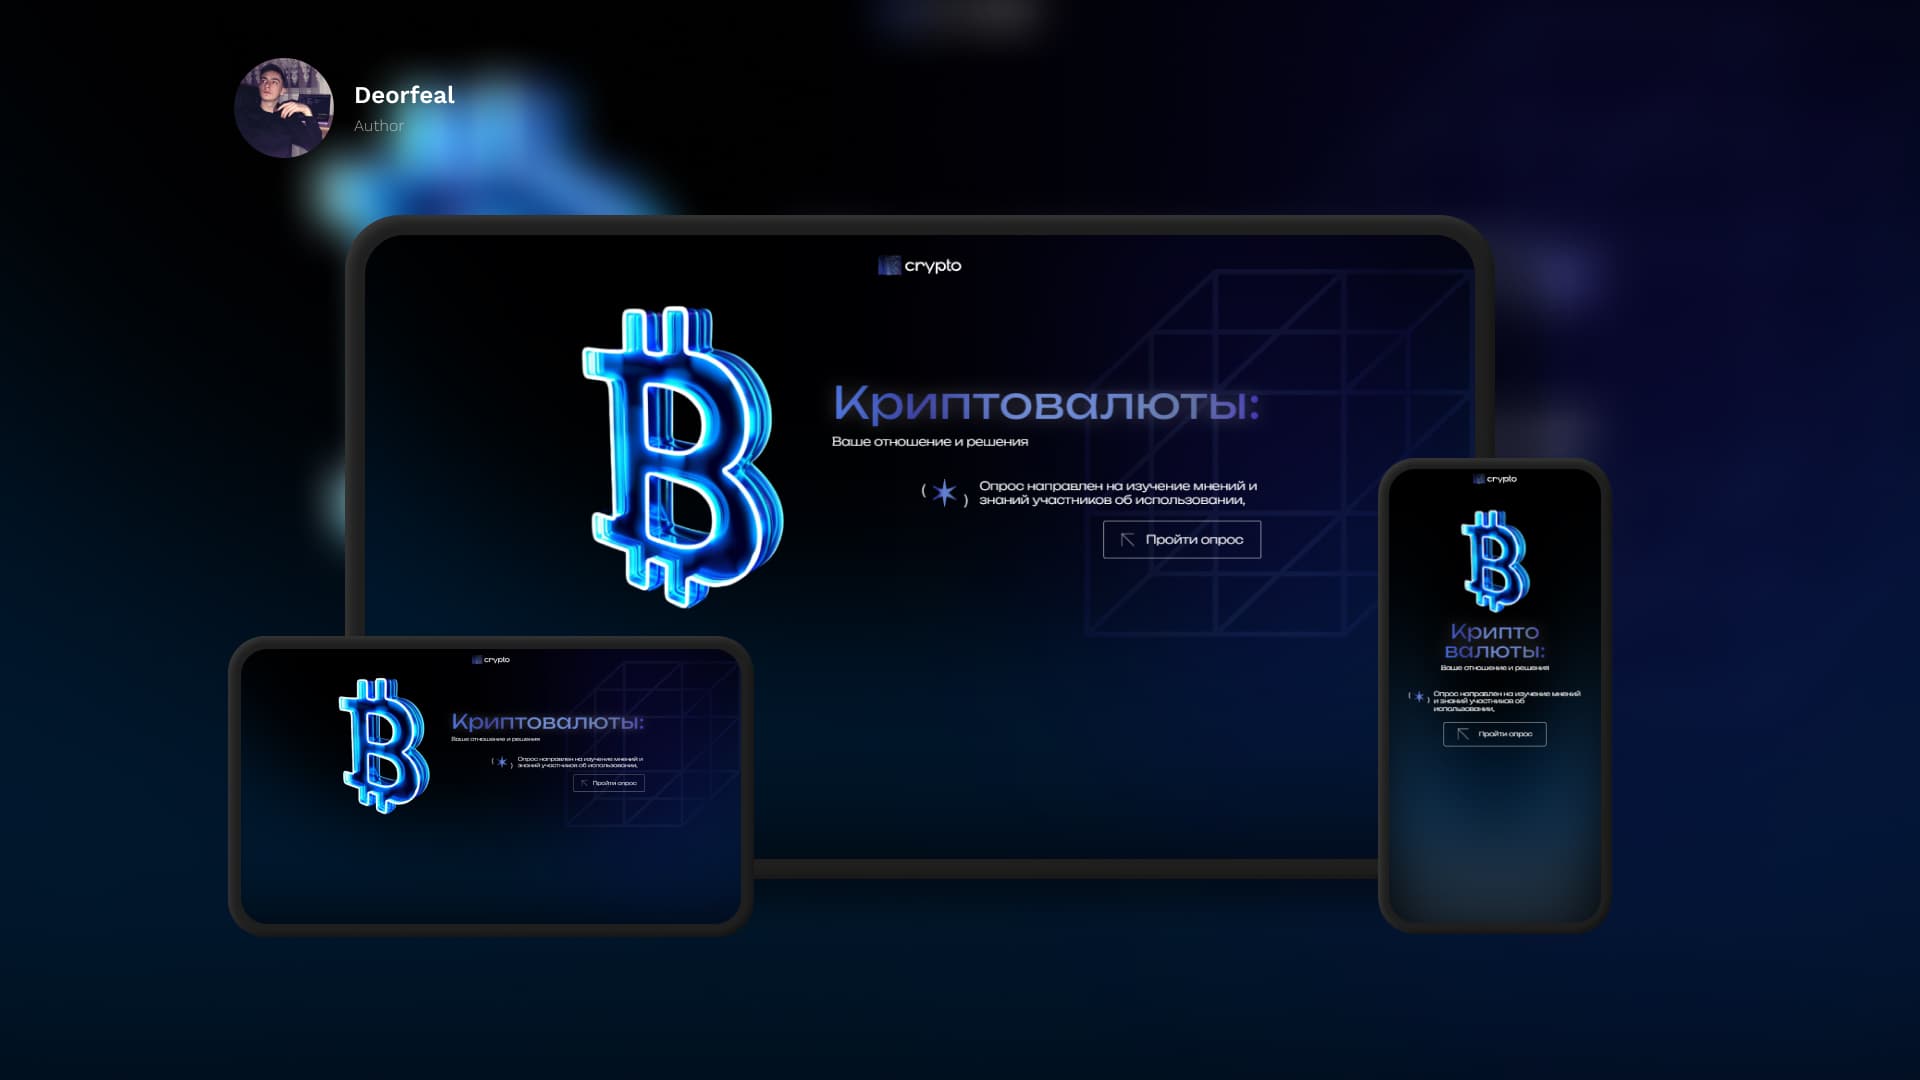 Deorfeal
Author
crypto
Криптовалюты:
Ваше отношение и решения
( ) Опрос направлен на изучение мнений и
знаний участников об использовании,
Пройти опрос
crypto
Криптовалюты:
Ваше отношение и решения
( ) Опрос направлен на изучение мнений и
знаний участников об использовании,
Пройти опрос
crypto
Крипто
валюты:
Ваше отношение и решения
( ) Опрос направлен на изучение мнений
и знаний участников об
использовании,
Пройти опрос